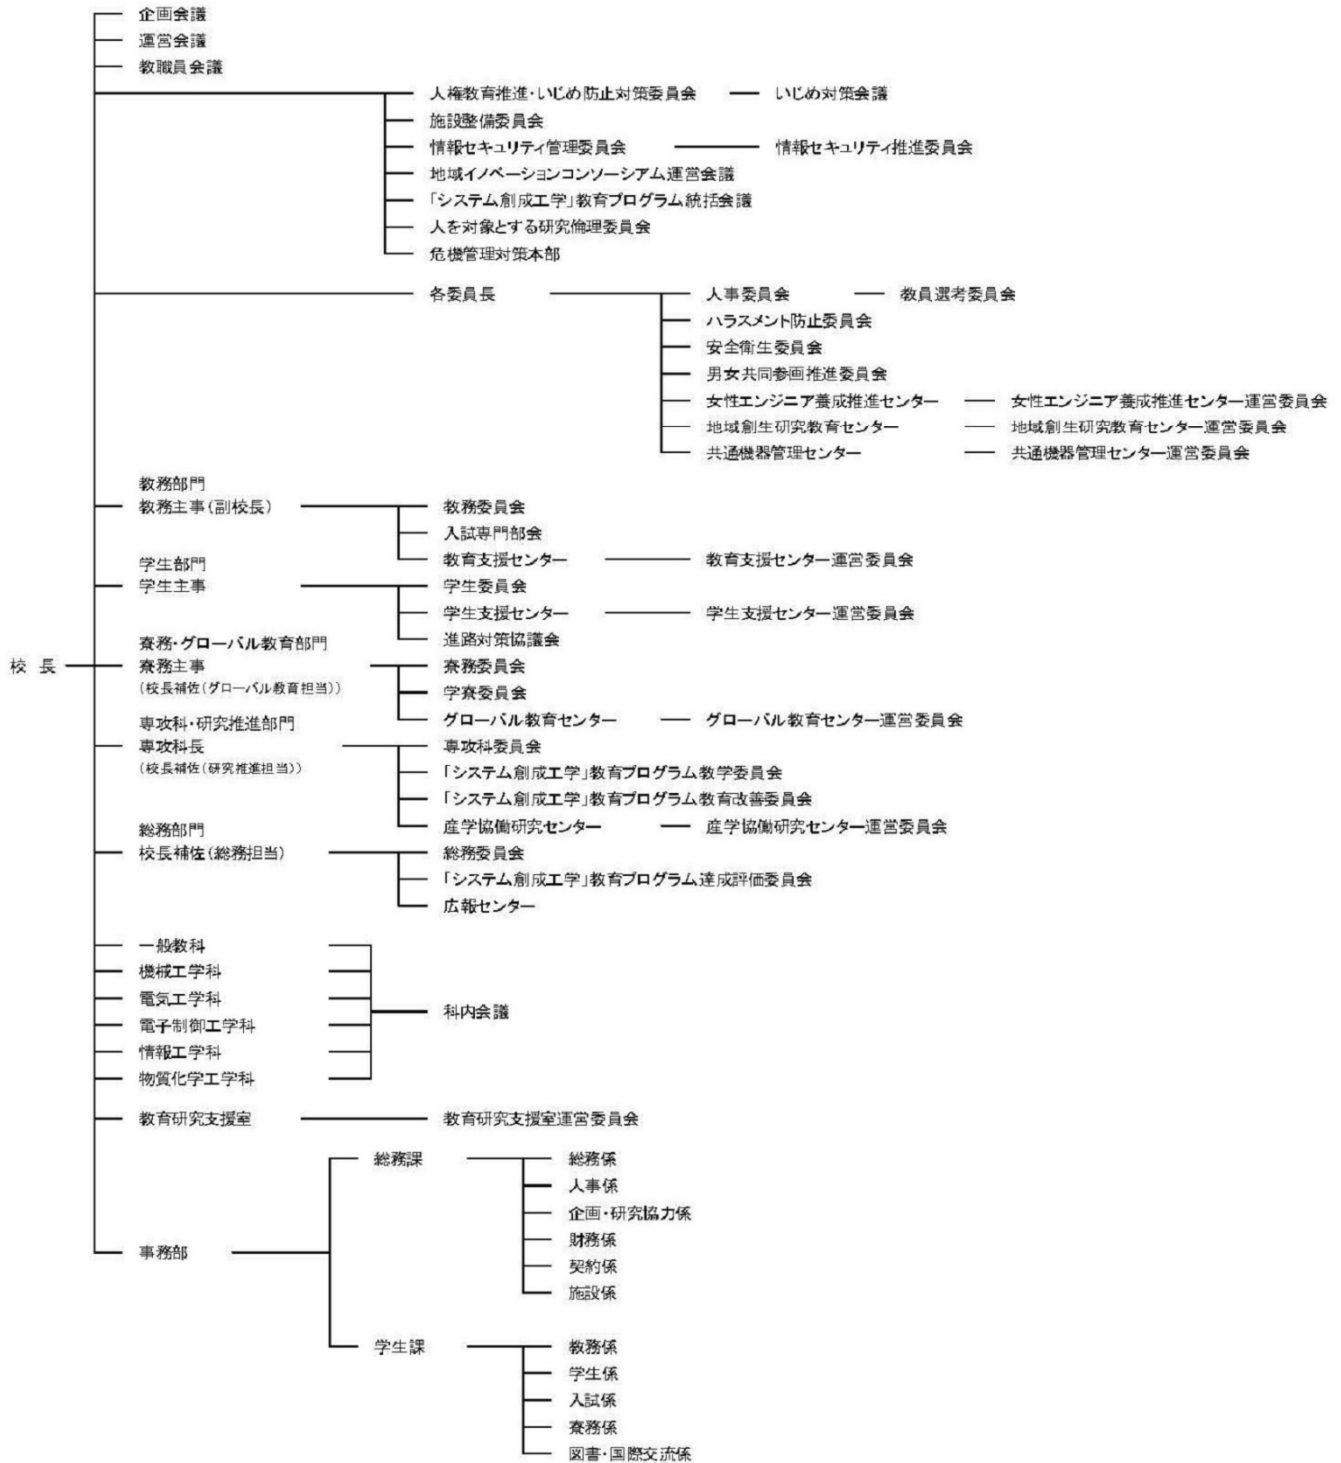 企画会議
運営会議
教職員会議
人権教育推進・いじめ防止対策委員会 いじめ対策会議
施設整備委員会
情報セキュリティ管理委員会 情報セキュリティ推進委員会
地域イノベーションコンソーシアム運営会議
「システム創成工学」教育プログラム統括会議
人を対象とする研究倫理委員会
危機管理対策本部
各委員長 人事委員会 教員選考委員会
ハラスメント防止委員会
安全衛生委員会
男女共同参画推進委員会
女性エンジニア養成推進センター 女性エンジニア養成推進センター運営委員会
地域創生研究教育センター 地域創生研究教育センター運営委員会
共通機器管理センター 共通機器管理センター運営委員会
教務部門
教務主事(副校長) 教務委員会
入試専門部会
教育支援センター 教育支援センター運営委員会
学生部門
学生主事 学生委員会
学生支援センター 学生支援センター運営委員会
進路対策協議会
寮務・グローバル教育部門
校 長 寮務主事 寮務委員会
(校長補佐(グローバル教育担当)) 学寮委員会
グローバル教育センター グローバル教育センター運営委員会
専攻科・研究推進部門
専攻科長 専攻科委員会
(校長補佐(研究推進担当)) 「システム創成工学」教育プログラム教学委員会
「システム創成工学」教育プログラム教育改善委員会
産学協働研究センター 産学協働研究センター運営委員会
総務部門
校長補佐(総務担当) 総務委員会
「システム創成工学」教育プログラム達成評価委員会
広報センター
一般教科
機械工学科
電気工学科
科内会議
電子制御工学科
情報工学科
物質化学工学科
教育研究支援室 教育研究支援室運営委員会
総務課 総務係
人事係
企画・研究協力係
財務係
事務部
契約係
施設係
学生課 教務係
学生係
入試係
寮務係
図書・国際交流係